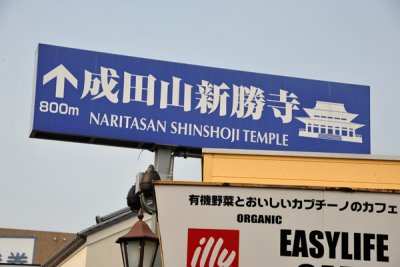 成田山新勝寺
800m
NARITASAN SHINSHOJI TEMPLE
有機野菜とおいしいカプチーノのカフェ
ORGANIC
illy
EASYLIFE